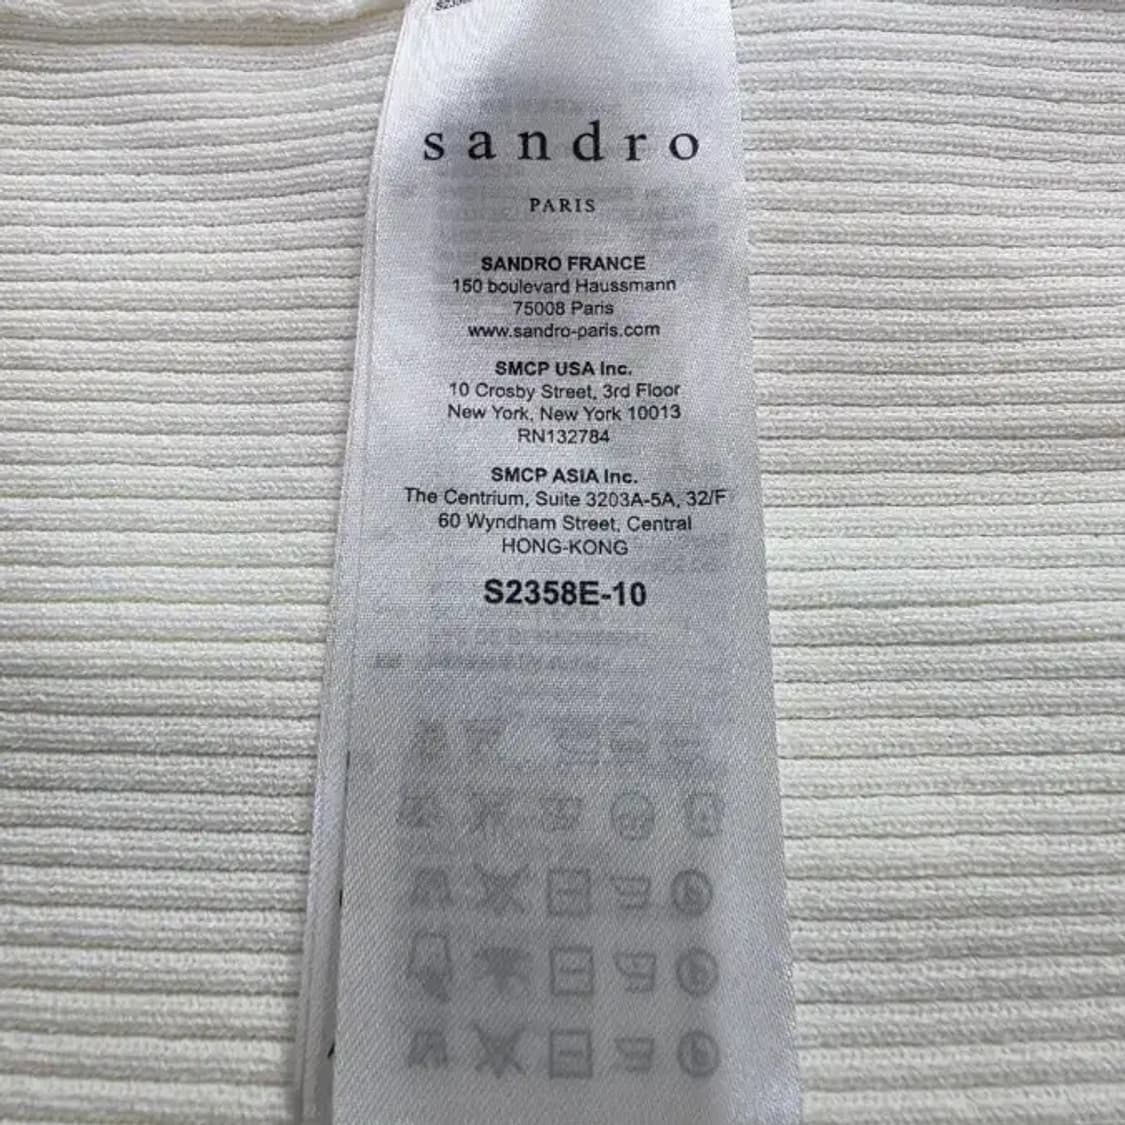 sandro
PARIS
SANDRO FRANCE
150 boulevard Haussmann
75008 Paris
www.sandro-paris.com
SMCP USA Inc.
10 Crosby Street, 3rd Floor
New York, New York 10013
RN132784
SMCP ASIA Inc.
The Centrium, Suite 3203A-5A, 32/F
60 Wyndham Street, Central
HONG-KONG
S2358E-10